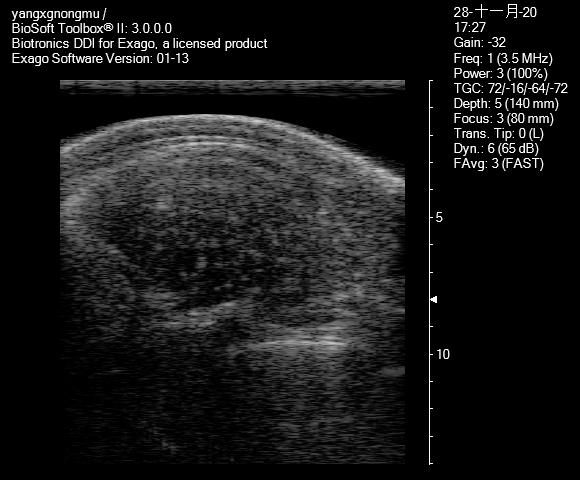 yangxgnongmu /
BioSoft Toolbox® II: 3.0.0.0
Biotronics DDI for Exago, a licensed product
Exago Software Version: 01-13
28-十一月-20
17:27
Gain: -32
Freq: 1 (3.5 MHz)
Power: 3 (100%)
TGC: 72/-16/-64/-72
Depth: 5 (140 mm)
Focus: 3 (80 mm)
Trans. Tip: 0 (L)
Dyn.: 6 (65 dB)
FAvg: 3 (FAST)
5
10